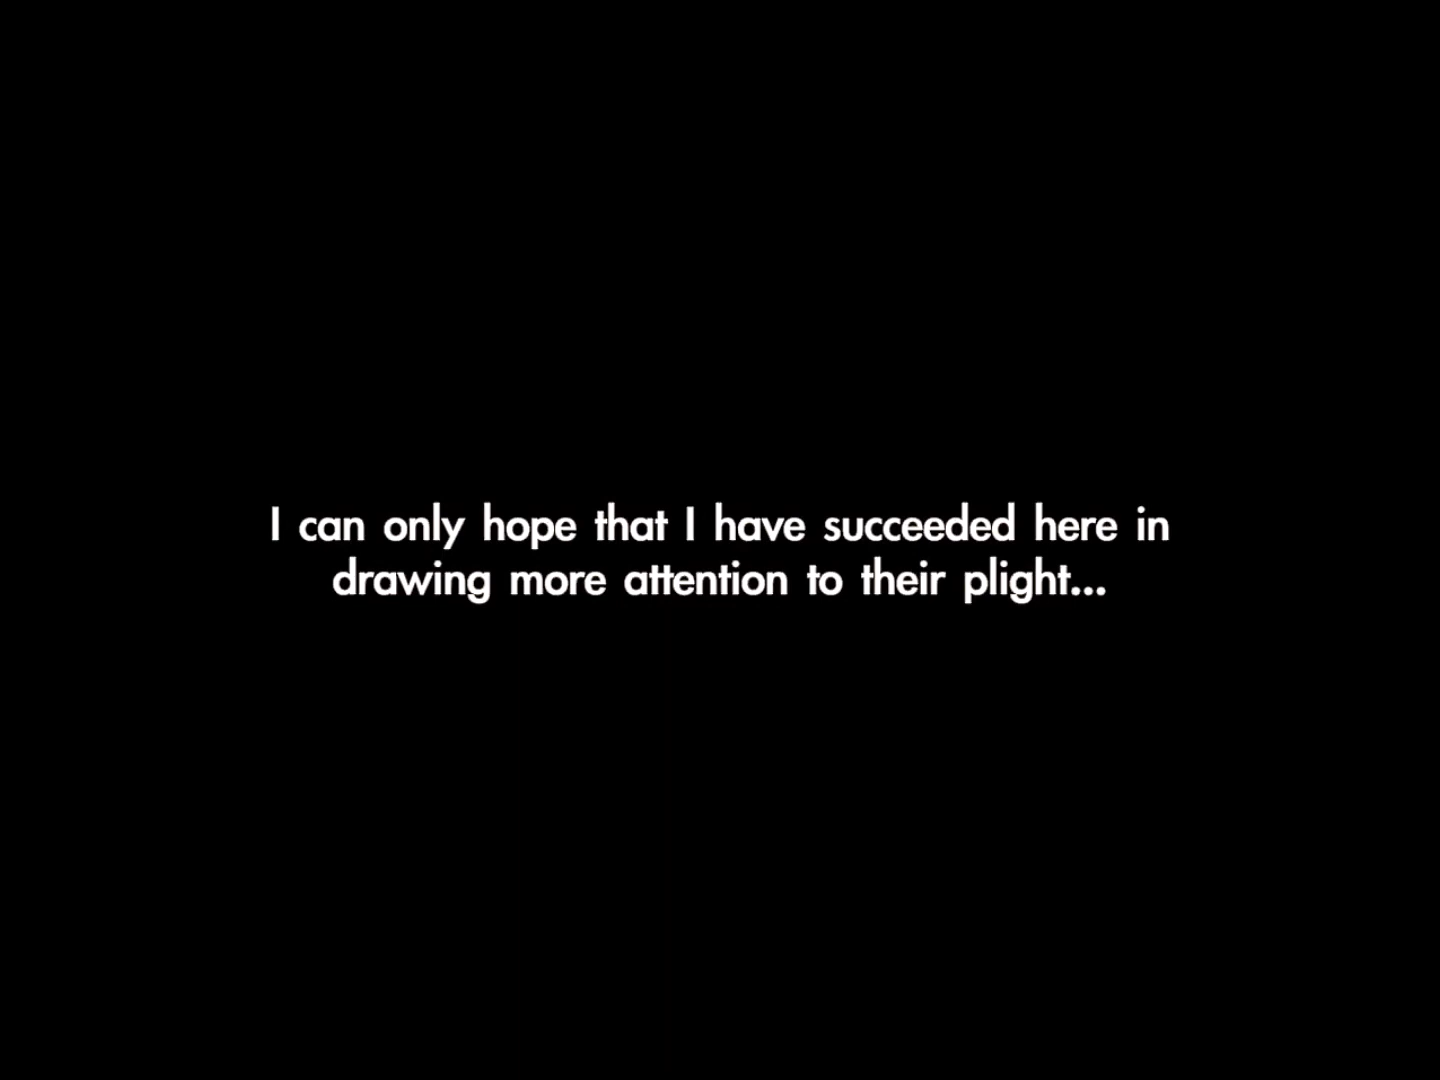 I can only hope that I have succeeded here in
drawing more attention to their plight...